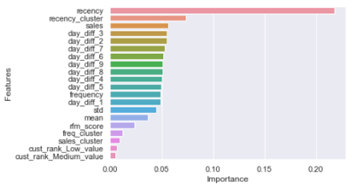 recency
recency_cluster
sales
day_diff_3
day_diff_2
day_diff_7
day_diff_6
day_diff_9
day_diff_8
day_diff_4
day_diff_5
frequency
day_diff_1
std
mean
rfm_score
freq_cluster
sales_cluster
cust_rank_Low_value
cust_rank_Medium_value
Features
0.00 0.05 0.10 0.15 0.20
Importance